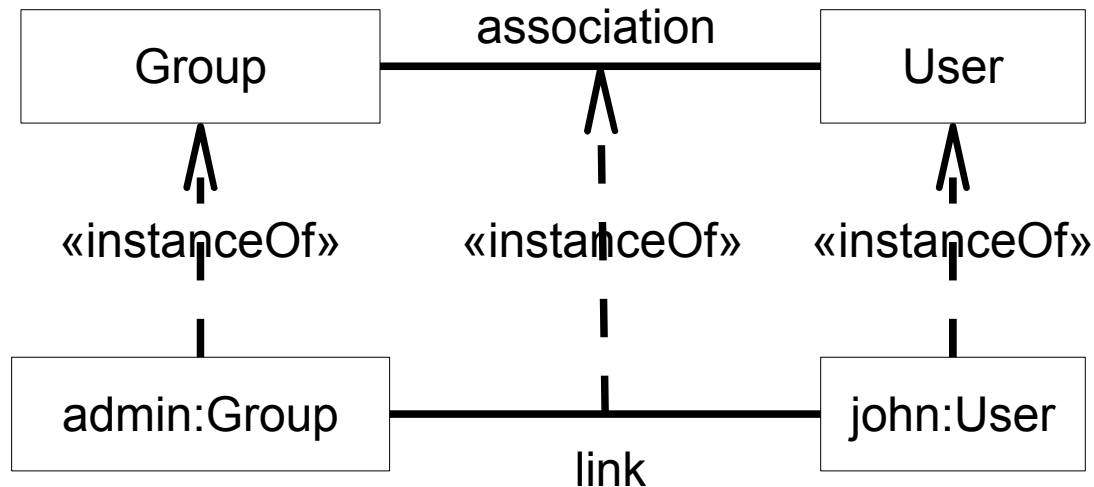 association
Group
User
«instanceOf»
«instanceOf»
«instanceOf»
admin:Group
john:User
link